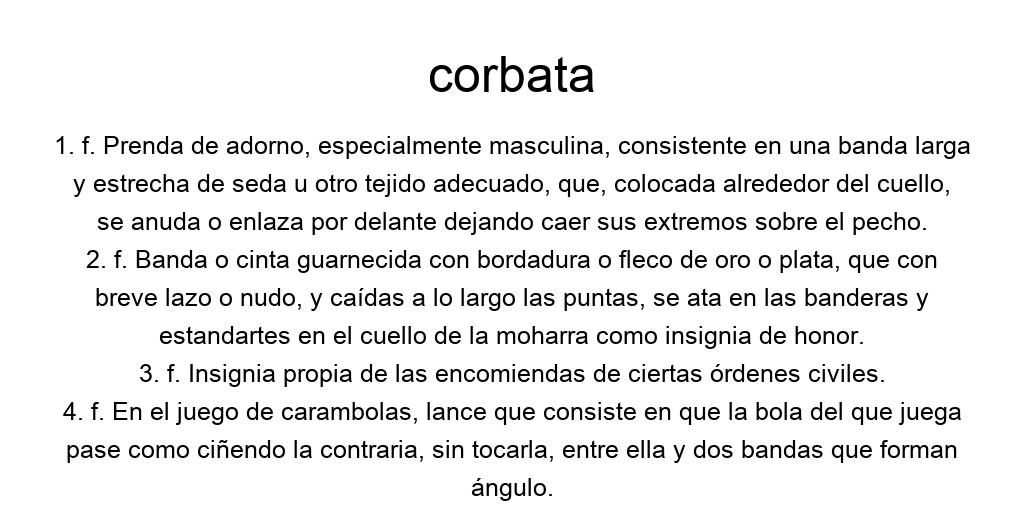 corbata
1. f. Prenda de adorno, especialmente masculina, consistente en una banda larga
y estrecha de seda u otro tejido adecuado, que, colocada alrededor del cuello,
se anuda o enlaza por delante dejando caer sus extremos sobre el pecho.
2. f. Banda o cinta guarnecida con bordadura o fleco de oro o plata, que con
breve lazo o nudo, y caídas a lo largo las puntas, se ata en las banderas y
estandartes en el cuello de la moharra como insignia de honor.
3. f. Insignia propia de las encomiendas de ciertas órdenes civiles.
4. f. En el juego de carambolas, lance que consiste en que la bola del que juega
pase como ciñendo la contraria, sin tocarla, entre ella y dos bandas que forman
ángulo.